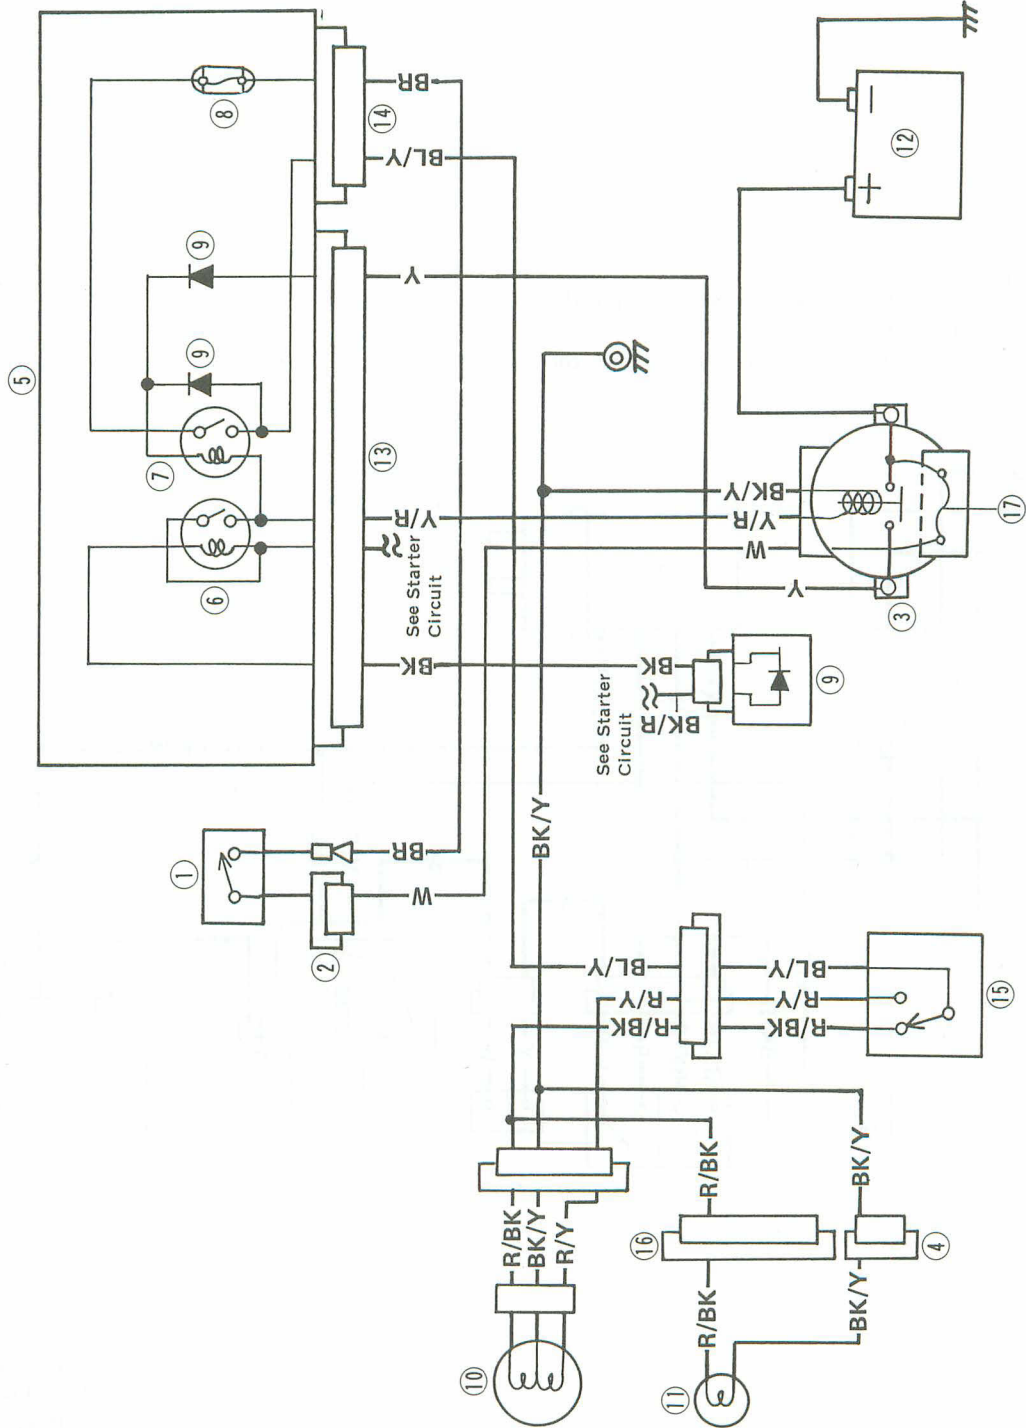 ⑧
BR
⑭
BL/Y
−
⑫
+
⑨
Y
⑨
⑤
⑦
⑬
⑥
Y/R
See Starter
Circuit
BK/Y
Y/R
W
⑰
Y
③
BK
BK
BK/R
See Starter
Circuit
⑨
①
BR
W
②
BK/Y
BL/Y
R/Y
R/BK
BL/Y
R/Y
R/BK
⑮
R/BK
BK/Y
R/BK
BK/Y
R/Y
⑯
④
R/BK
BK/Y
⑩
⑪